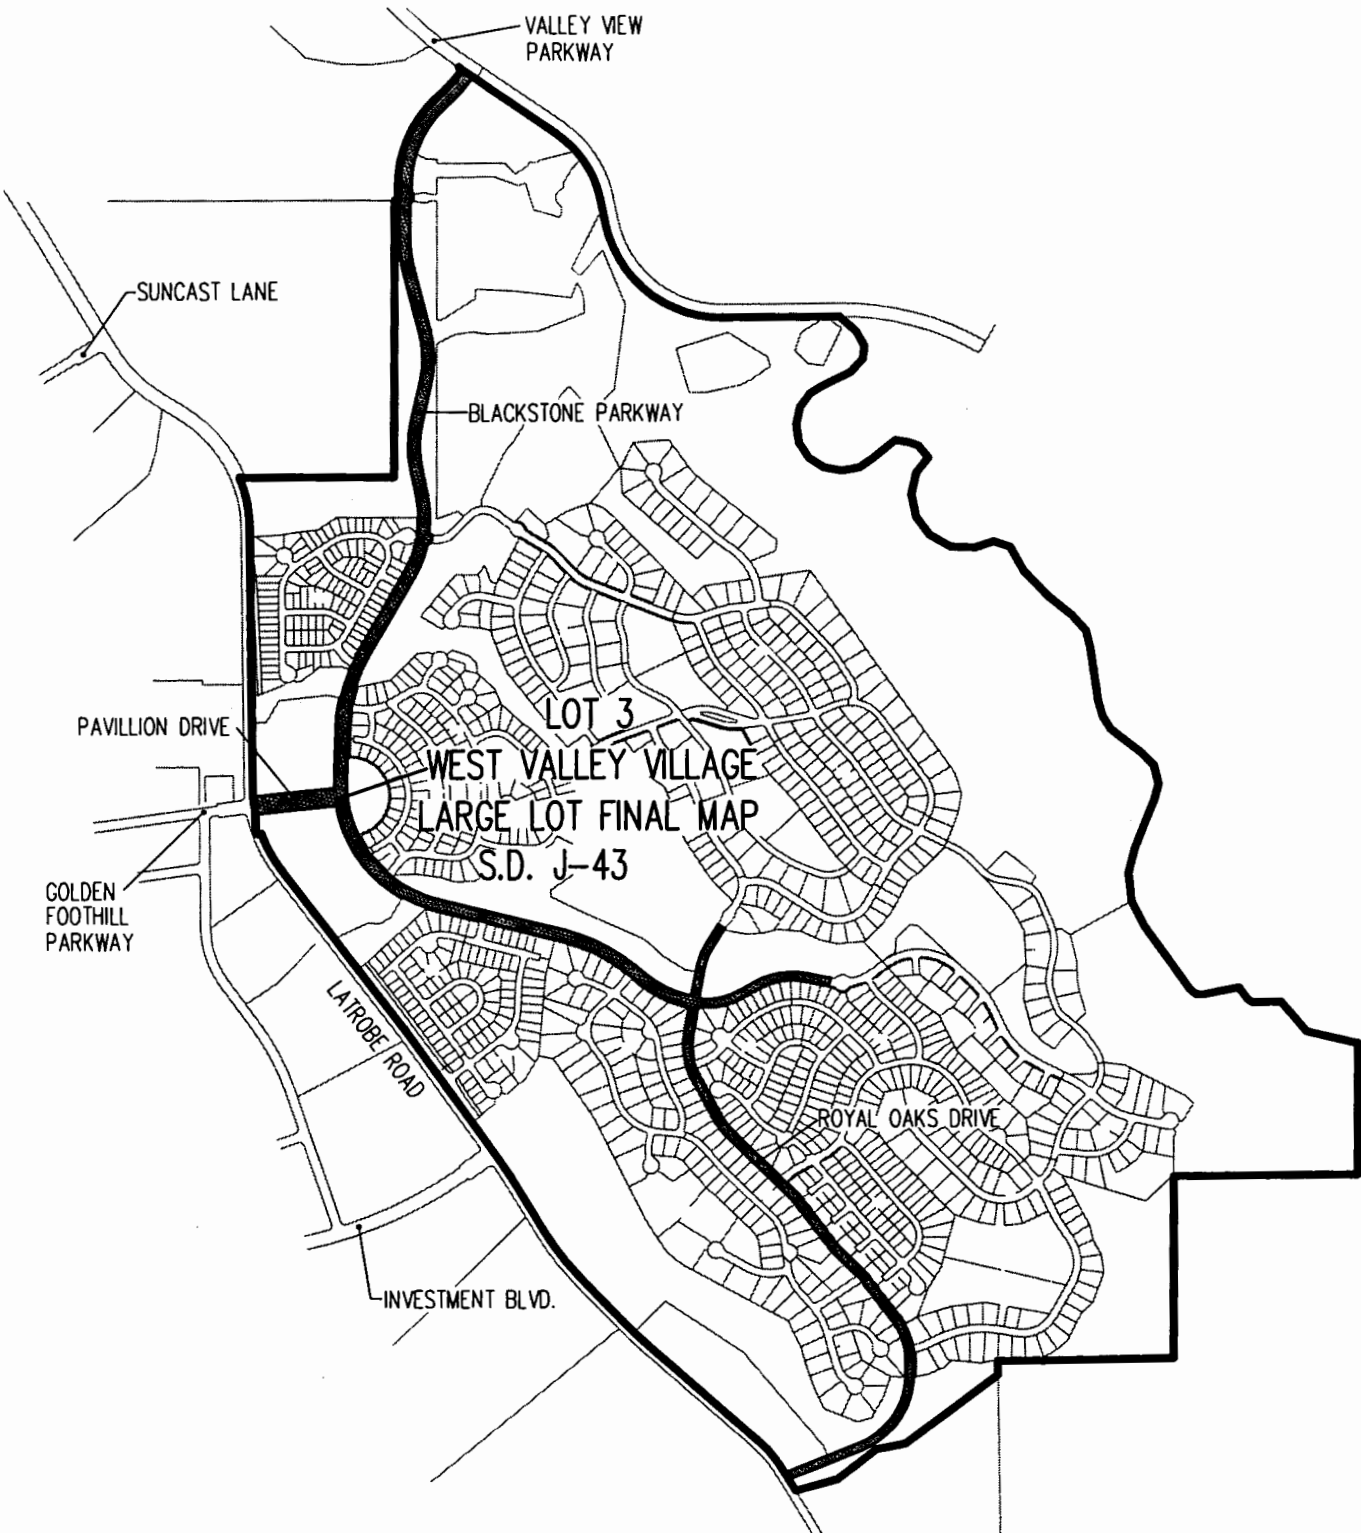 VALLEY VIEW
PARKWAY
SUNCAST LANE
BLACKSTONE PARKWAY
PAVILLION DRIVE
LOT 3
WEST VALLEY VILLAGE
LARGE LOT FINAL MAP
S.D. J-43
GOLDEN
FOOTHILL
PARKWAY
LATROBE ROAD
ROYAL OAKS DRIVE
INVESTMENT BLVD.